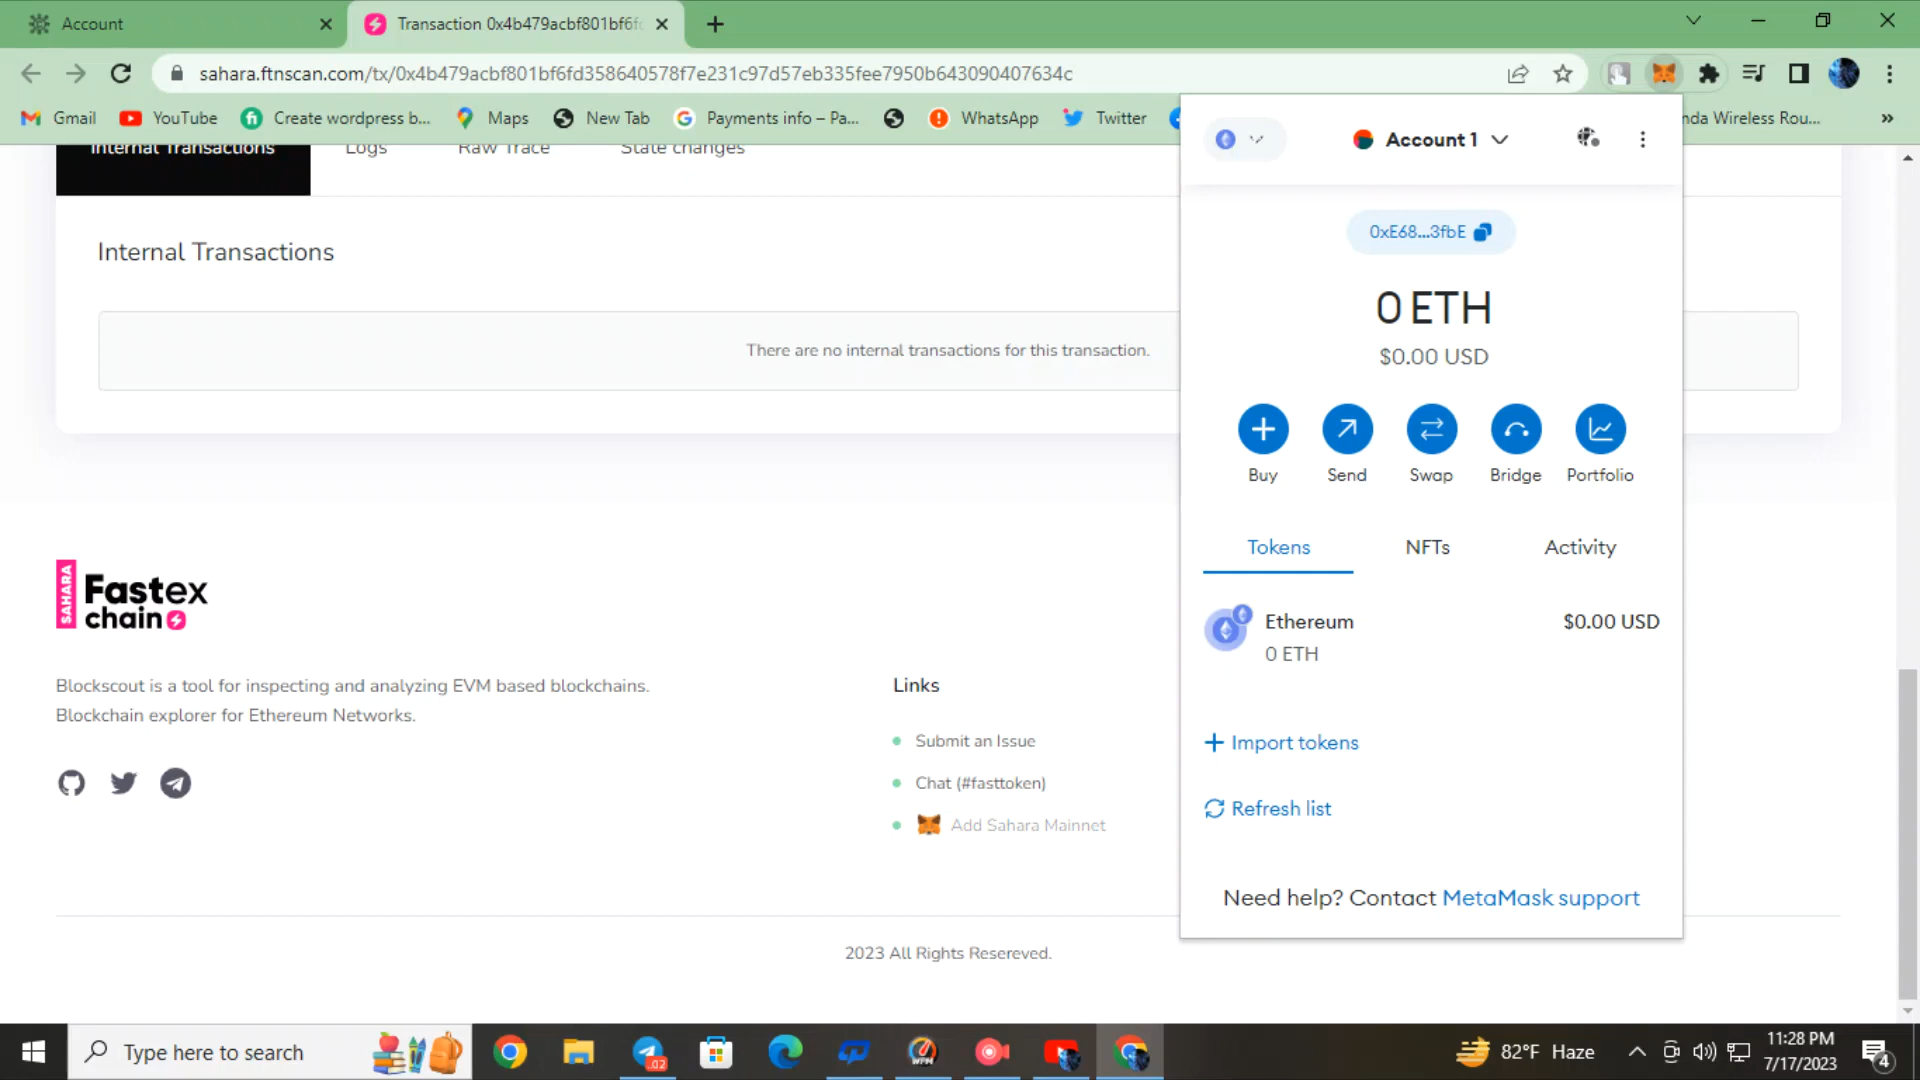 Account
Transaction 0x4b479acbf801bf6f
sahara.ftnscan.com/tx/0x4b479acbf801bf6fd358640578f7e231c97d57eb335fee7950b643090407634c
Gmail
YouTube
Create wordpress b...
Maps
New Tab
Payments info – Pa...
WhatsApp
Twitter
nda Wireless Rou...
»
Internal Transactions
Logs
Raw Trace
State changes
Internal Transactions
There are no internal transactions for this transaction.
Account 1
0xE68...3fbE
0 ETH
$0.00 USD
Buy
Send
Swap
Bridge
Portfolio
Tokens
NFTs
Activity
Ethereum
$0.00 USD
0 ETH
Import tokens
Refresh list
Need help? Contact MetaMask support
SAHARA
Fastex
chain
Blockscout is a tool for inspecting and analyzing EVM based blockchains.
Blockchain explorer for Ethereum Networks.
Links
Submit an Issue
Chat (#fasttoken)
Add Sahara Mainnet
2023 All Rights Resereved.
Type here to search
02
82°F Haze
11:28 PM
7/17/2023
4